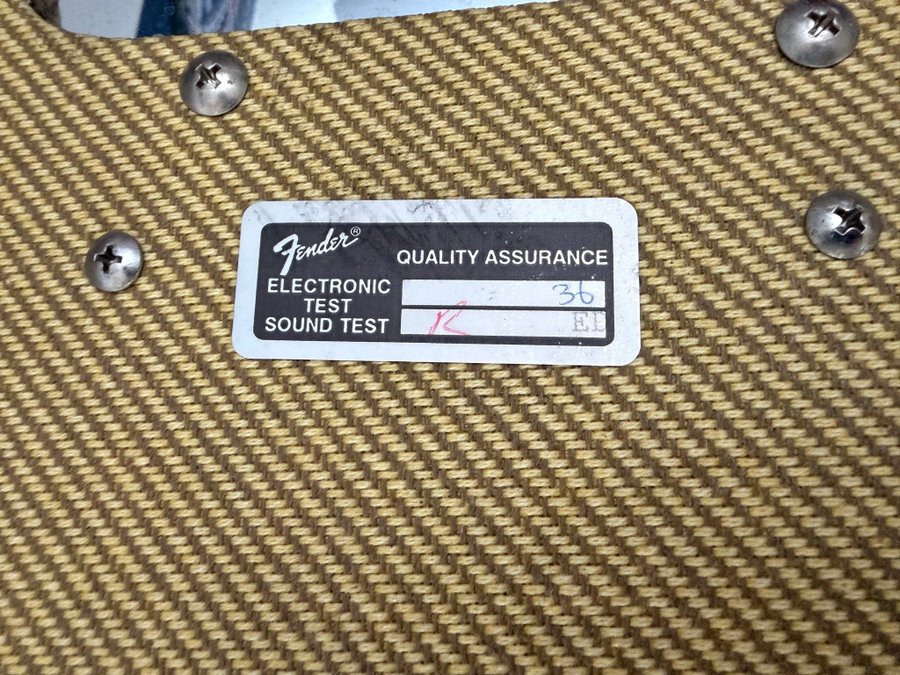 Fender® QUALITY ASSURANCE
ELECTRONIC TEST 36
SOUND TEST R